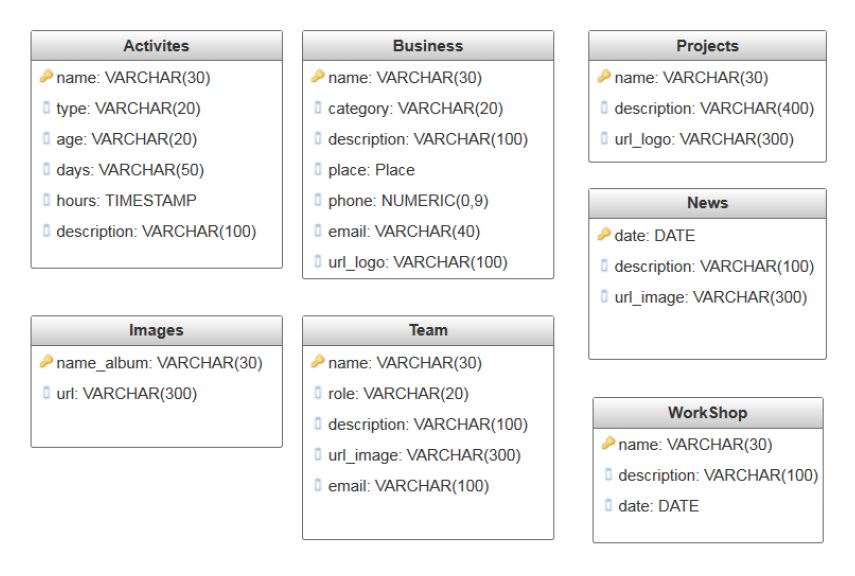 Activites
name: VARCHAR(30)
type: VARCHAR(20)
age: VARCHAR(20)
days: VARCHAR(50)
hours: TIMESTAMP
description: VARCHAR(100)
Business
name: VARCHAR(30)
category: VARCHAR(20)
description: VARCHAR(100)
place: Place
phone: NUMERIC(0,9)
email: VARCHAR(40)
url_logo: VARCHAR(100)
Projects
name: VARCHAR(30)
description: VARCHAR(400)
url_logo: VARCHAR(300)
News
date: DATE
description: VARCHAR(100)
url_image: VARCHAR(300)
Images
name_album: VARCHAR(30)
url: VARCHAR(300)
Team
name: VARCHAR(30)
role: VARCHAR(20)
description: VARCHAR(100)
url_image: VARCHAR(300)
email: VARCHAR(100)
WorkShop
name: VARCHAR(30)
description: VARCHAR(100)
date: DATE